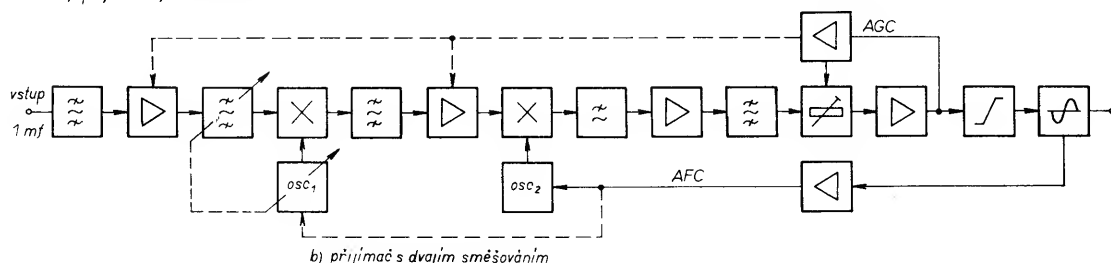 AGC
vstup
1 mf
osc₁
osc₂
AFC
b) přijímač s dvojím směšováním